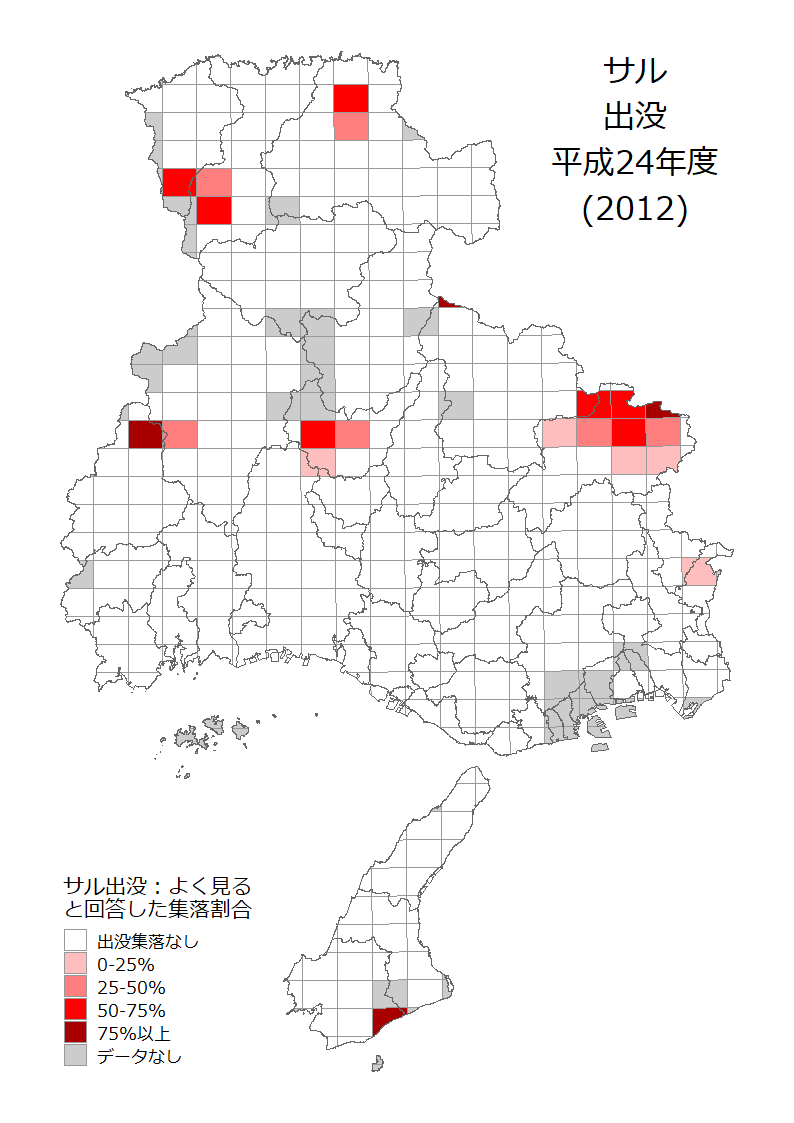 サル
出没
平成24年度
(2012)
サル出没：よく見る
と回答した集落割合
出没集落なし
0-25%
25-50%
50-75%
75%以上
データなし